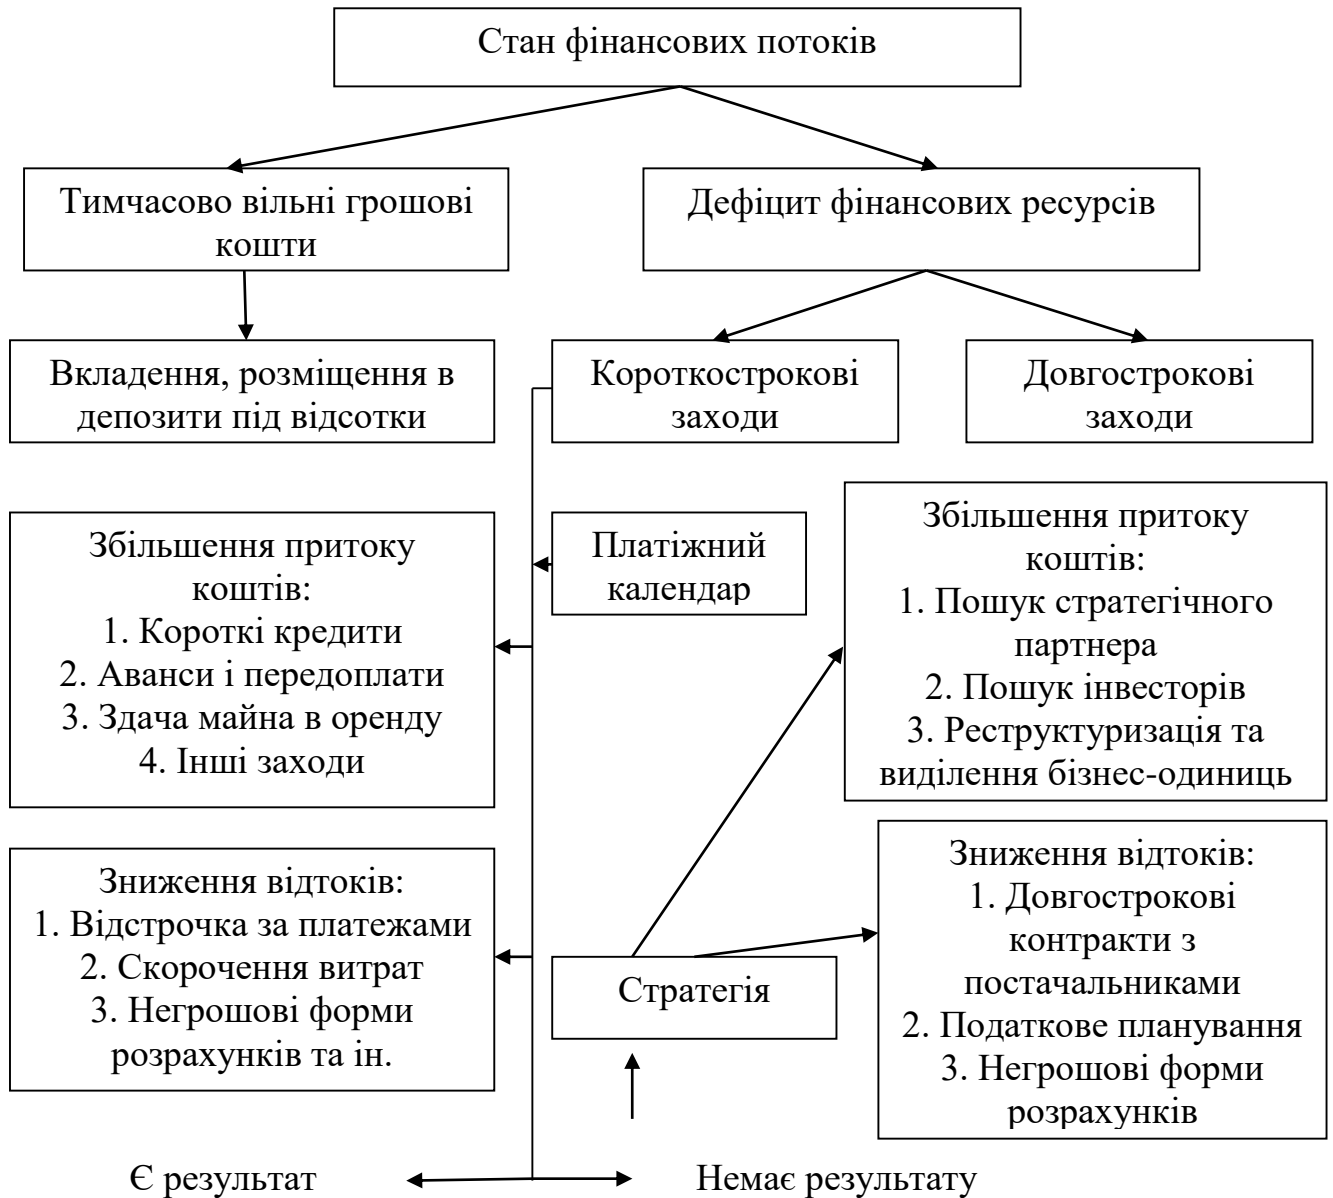 Стан фінансових потоків
Тимчасово вільні грошові
кошти
Дефіцит фінансових ресурсів
Вкладення, розміщення в
депозити під відсотки
Короткострокові
заходи
Довгострокові
заходи
Збільшення притоку
коштів:
1. Короткі кредити
2. Аванси і передоплати
3. Здача майна в оренду
4. Інші заходи
Платіжний
календар
Збільшення притоку
коштів:
1. Пошук стратегічного
партнера
2. Пошук інвесторів
3. Реструктуризація та
виділення бізнес-одиниць
Зниження відтоків:
1. Відстрочка за платежами
2. Скорочення витрат
3. Негрошові форми
розрахунків та ін.
Стратегія
Зниження відтоків:
1. Довгострокові
контракти з
постачальниками
2. Податкове планування
3. Негрошові форми
розрахунків
Є результат
Немає результату